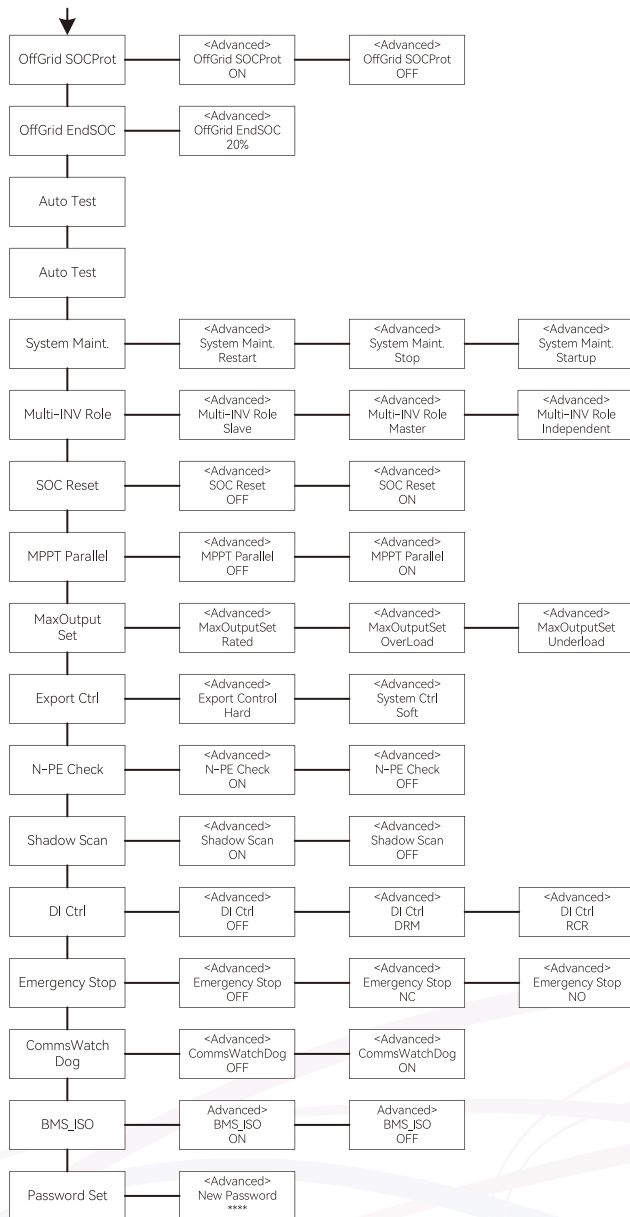 OffGrid SOCProt
<Advanced>
OffGrid SOCProt
ON
<Advanced>
OffGrid SOCProt
OFF
OffGrid EndSOC
<Advanced>
OffGrid EndSOC
20%
Auto Test
Auto Test
System Maint.
<Advanced>
System Maint.
Restart
<Advanced>
System Maint.
Stop
<Advanced>
System Maint.
Startup
Multi-INV Role
<Advanced>
Multi-INV Role
Slave
<Advanced>
Multi-INV Role
Master
<Advanced>
Multi-INV Role
Independent
SOC Reset
<Advanced>
SOC Reset
OFF
<Advanced>
SOC Reset
ON
MPPT Parallel
<Advanced>
MPPT Parallel
OFF
<Advanced>
MPPT Parallel
ON
MaxOutput
Set
<Advanced>
MaxOutputSet
Rated
<Advanced>
MaxOutputSet
OverLoad
<Advanced>
MaxOutputSet
Underload
Export Ctrl
<Advanced>
Export Control
Hard
<Advanced>
System Ctrl
Soft
N-PE Check
<Advanced>
N-PE Check
ON
<Advanced>
N-PE Check
OFF
Shadow Scan
<Advanced>
Shadow Scan
ON
<Advanced>
Shadow Scan
OFF
DI Ctrl
<Advanced>
DI Ctrl
OFF
<Advanced>
DI Ctrl
DRM
<Advanced>
DI Ctrl
RCR
Emergency Stop
<Advanced>
Emergency Stop
OFF
<Advanced>
Emergency Stop
NC
<Advanced>
Emergency Stop
NO
CommsWatch
Dog
<Advanced>
CommsWatchDog
OFF
<Advanced>
CommsWatchDog
ON
BMS_ISO
Advanced>
BMS_ISO
ON
<Advanced>
BMS_ISO
OFF
Password Set
<Advanced>
New Password
****